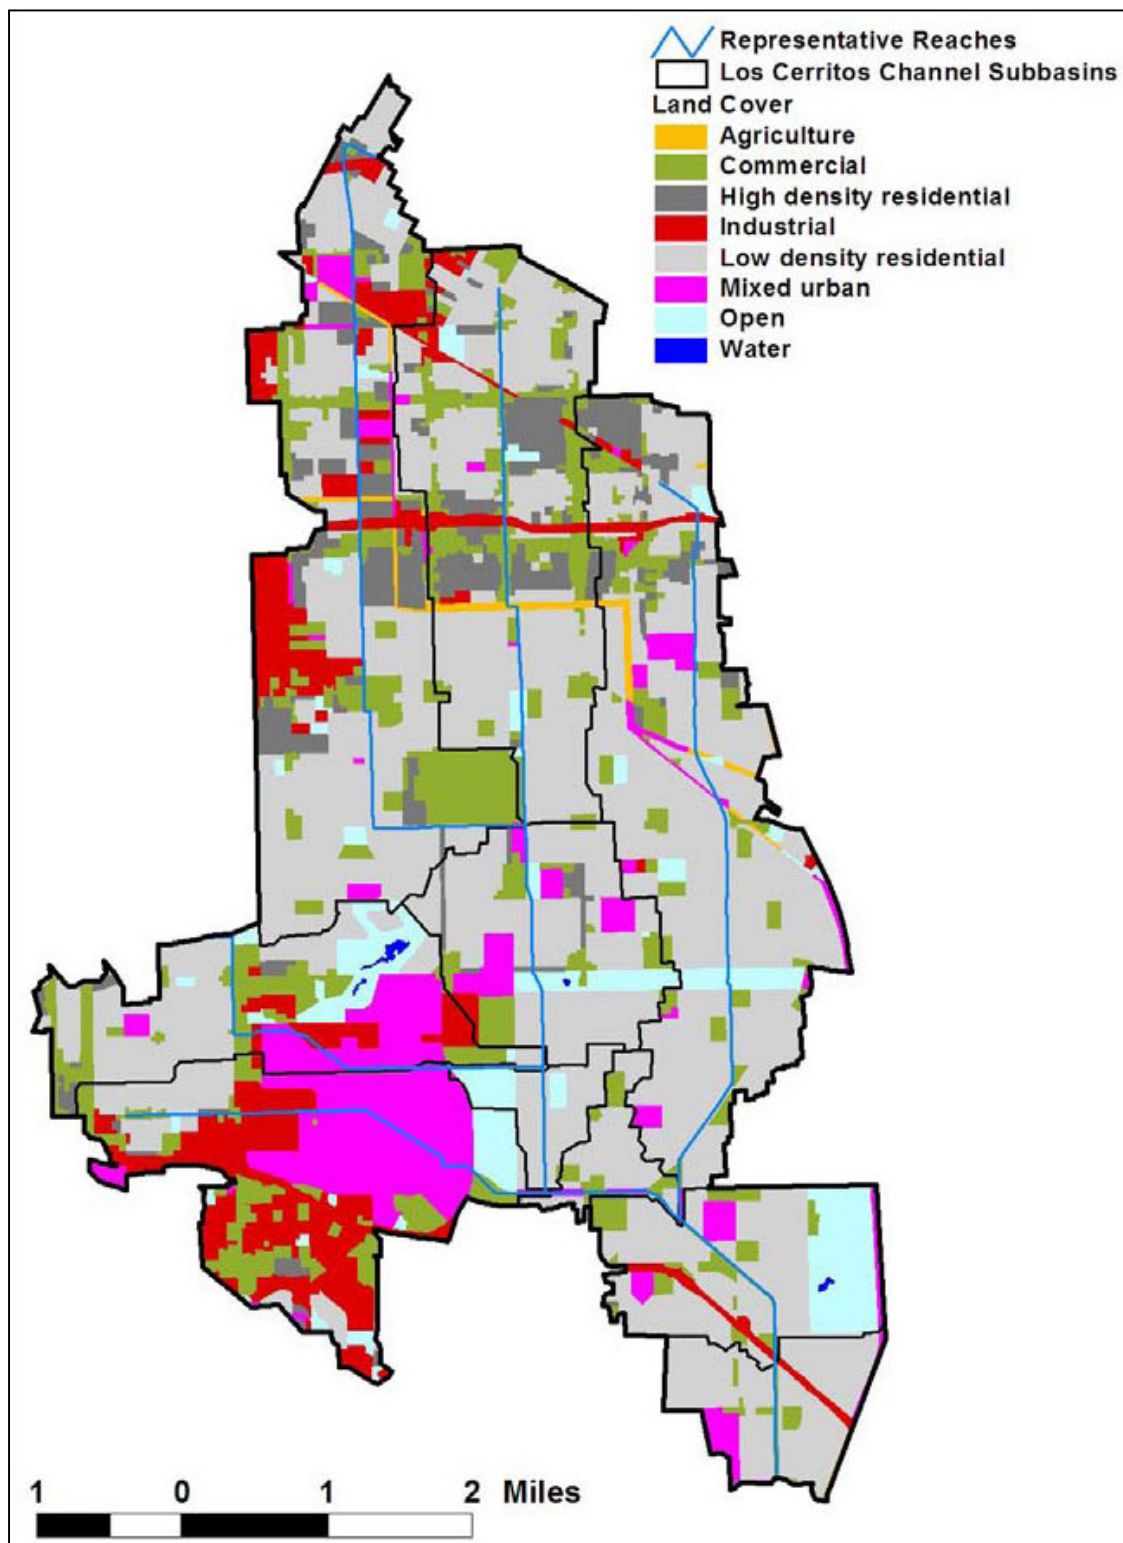 Representative Reaches
Los Cerritos Channel Subbasins
Land Cover
Agriculture
Commercial
High density residential
Industrial
Low density residential
Mixed urban
Open
Water
1 0 1 2 Miles